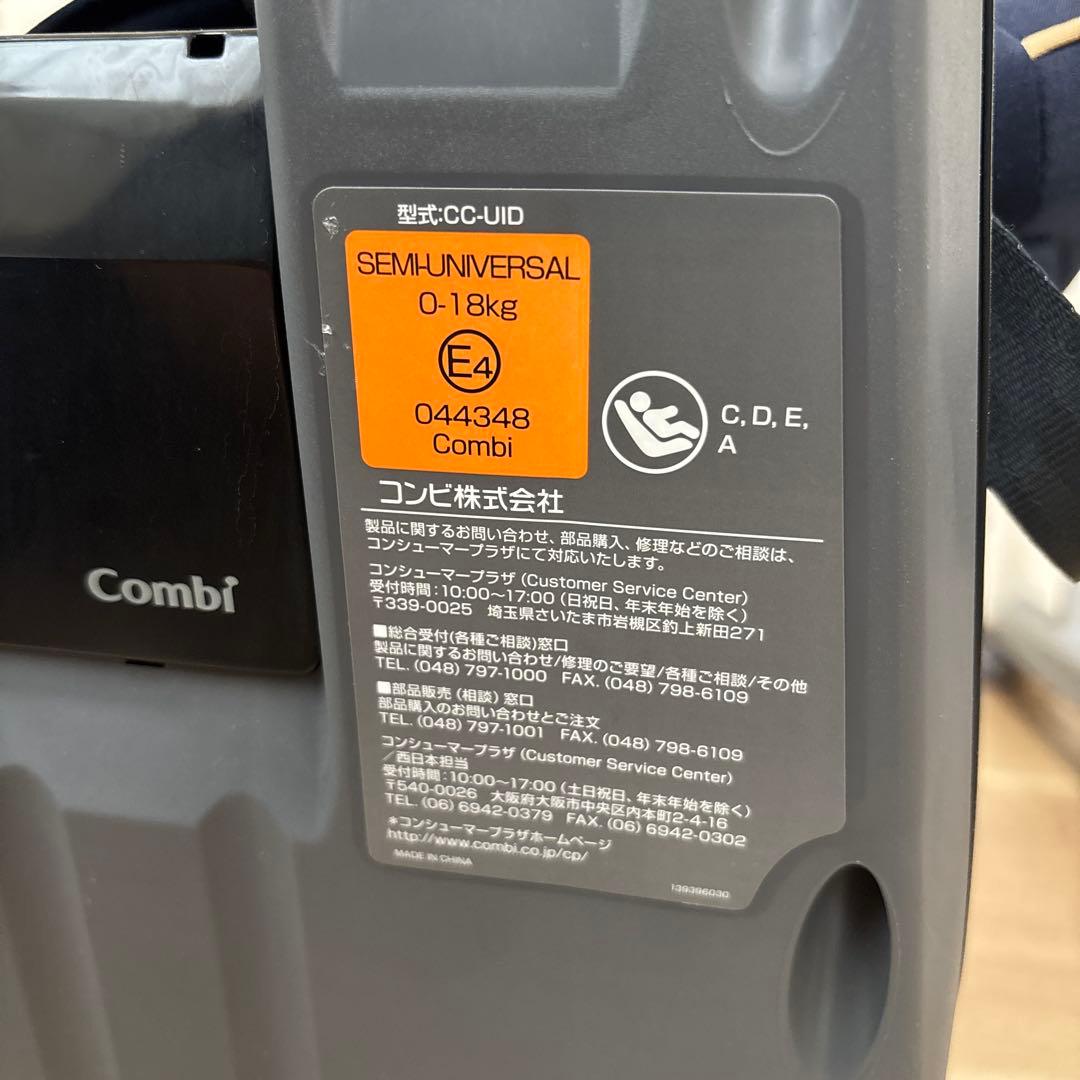 型式:CC-UID
SEMI-UNIVERSAL
0-18kg
E4
044348
Combi
C, D, E,
A
コンビ株式会社
製品に関するお問い合わせ、部品購入、修理などのご相談は、
コンシューマープラザにて対応いたします。
コンシューマープラザ (Customer Service Center)
受付時間:10:00～17:00 (日祝日、年末年始を除く)
〒339-0025 埼玉県さいたま市岩槻区釣上新田271
■総合受付(各種ご相談)窓口
製品に関するお問い合わせ/修理のご要望/各種ご相談/その他
TEL. (048) 797-1000 FAX. (048) 798-6109
■部品販売 (相談) 窓口
部品購入のお問い合わせとご注文
TEL. (048) 797-1001 FAX. (048) 798-6109
コンシューマープラザ (Customer Service Center)
/西日本担当
受付時間:10:00～17:00 (土日祝日、年末年始を除く)
〒540-0026 大阪府大阪市中央区内本町2-4-16
TEL. (06) 6942-0379 FAX. (06) 6942-0302
*コンシューマープラザホームページ
http://www.combi.co.jp/cp/
MADE IN CHINA
139396030
Combi